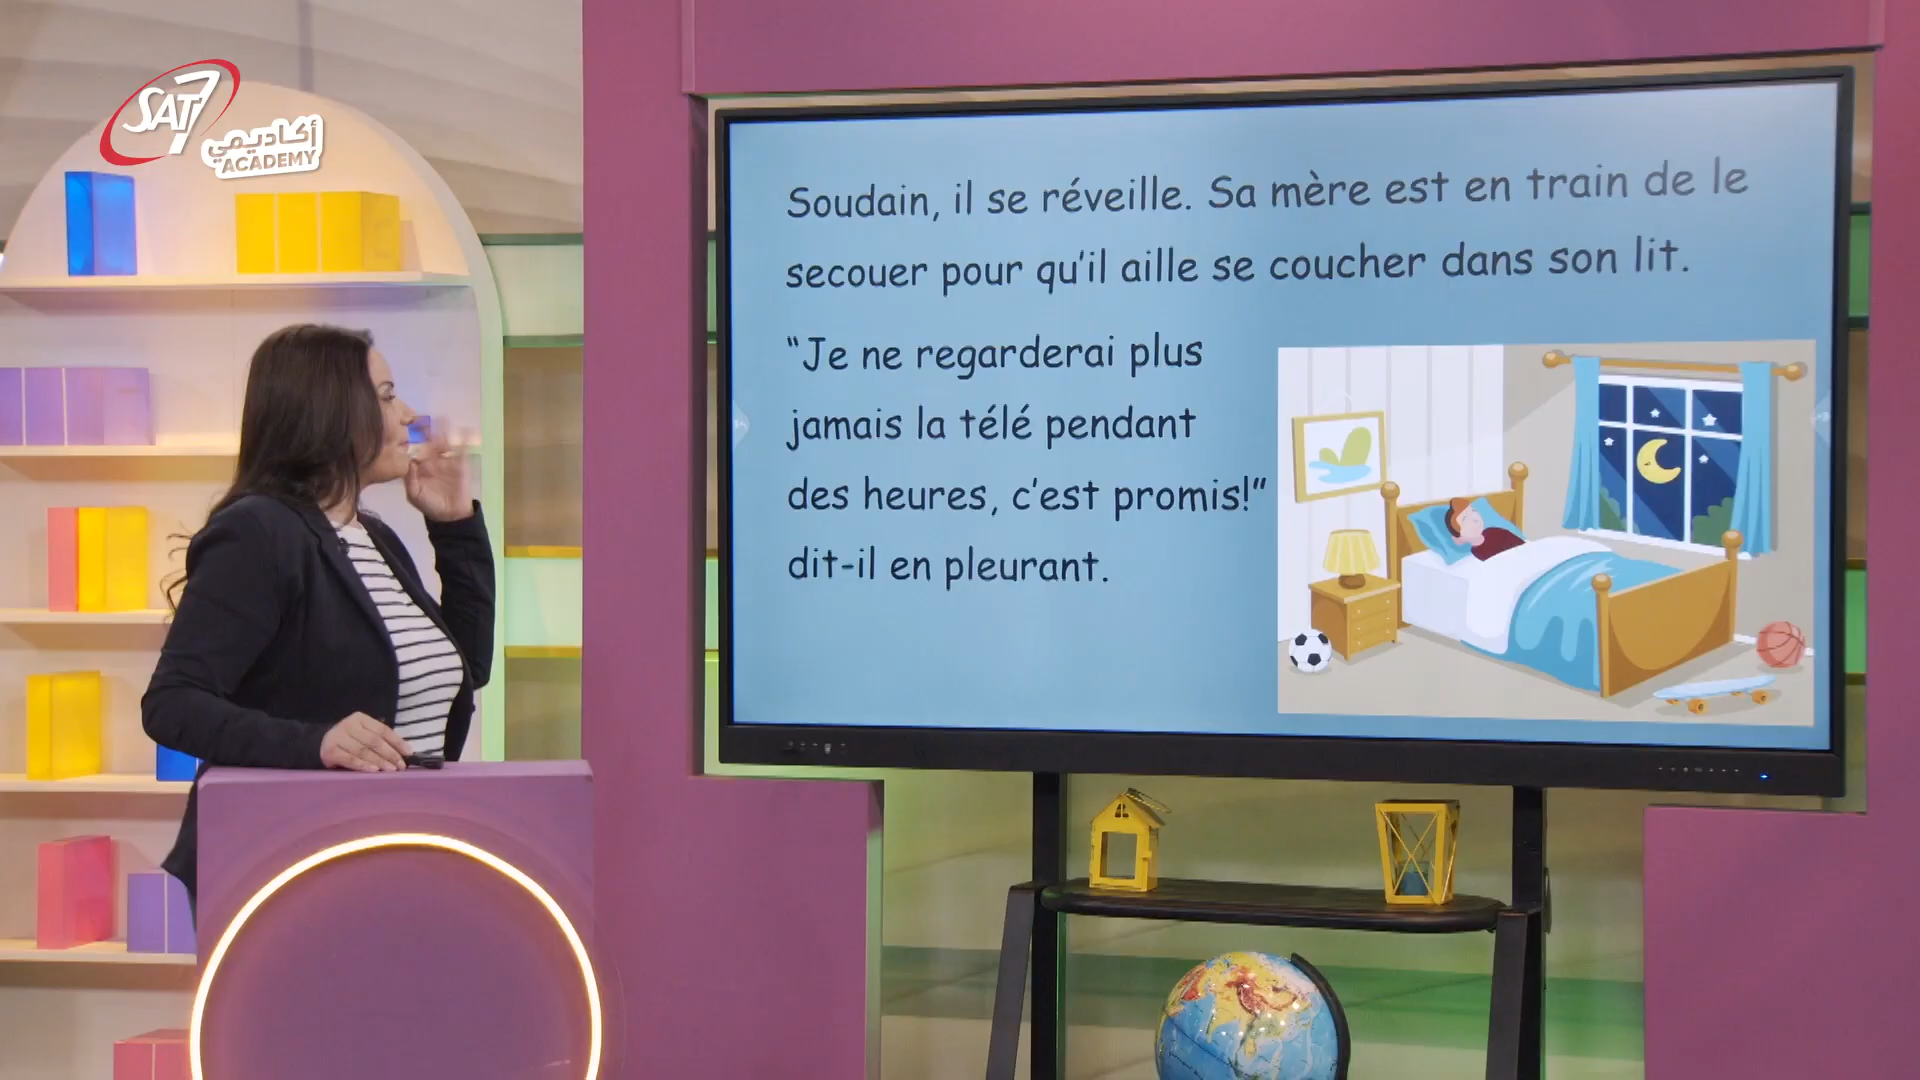 SAT7
أكاديمي
ACADEMY
Soudain, il se réveille. Sa mère est en train de le
secouer pour qu'il aille se coucher dans son lit.
"Je ne regarderai plus
jamais la télé pendant
des heures, c'est promis!"
dit-il en pleurant.